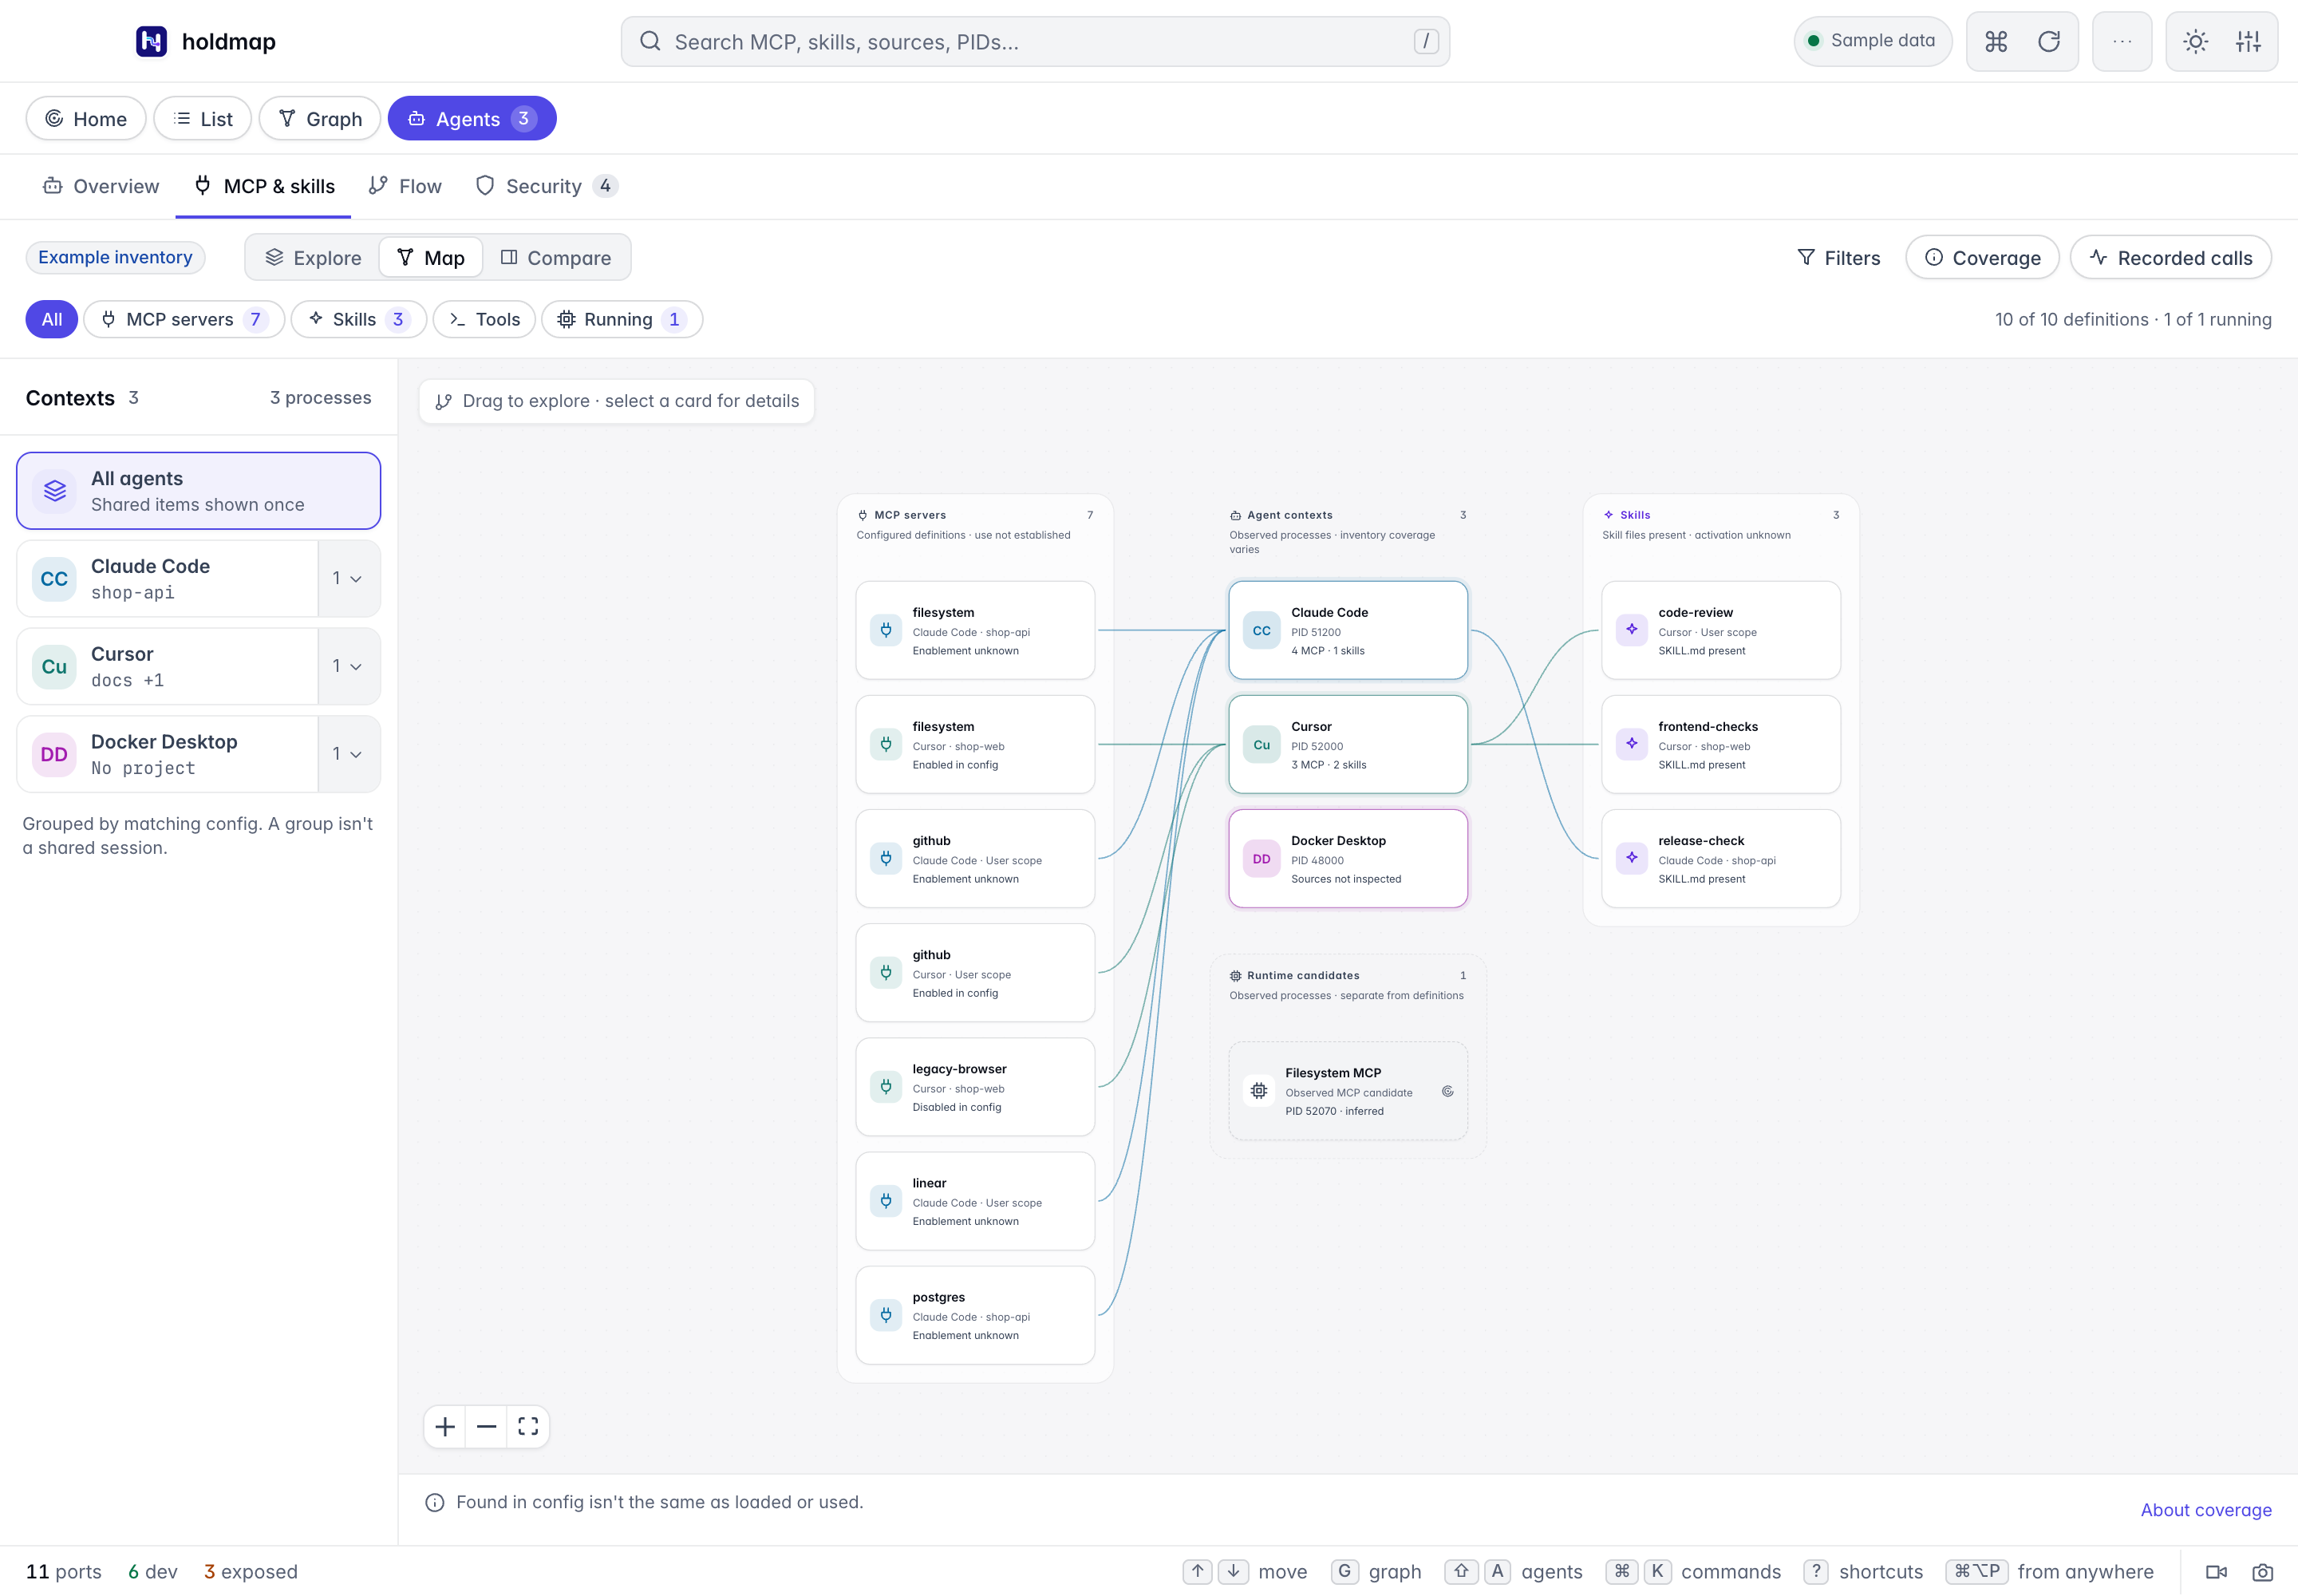 holdmap
Search MCP, skills, sources, PIDs...
/
Sample data
Home
List
Graph
Agents 3
Overview
MCP & skills
Flow
Security 4
Example inventory
Explore
Map
Compare
Filters
Coverage
Recorded calls
All
MCP servers 7
Skills 3
Tools
Running 1
10 of 10 definitions · 1 of 1 running
Contexts 3
3 processes
All agents
Shared items shown once
CC
Claude Code
shop-api
1
Cu
Cursor
docs +1
1
DD
Docker Desktop
No project
1
Grouped by matching config. A group isn't
a shared session.
Drag to explore · select a card for details
MCP servers 7
Configured definitions · use not established
filesystem
Claude Code · shop-api
Enablement unknown
filesystem
Cursor · shop-web
Enabled in config
github
Claude Code · User scope
Enablement unknown
github
Cursor · User scope
Enabled in config
legacy-browser
Cursor · shop-web
Disabled in config
linear
Claude Code · User scope
Enablement unknown
postgres
Claude Code · shop-api
Enablement unknown
Agent contexts 3
Observed processes · inventory coverage
varies
CC
Claude Code
PID 51200
4 MCP · 1 skills
Cu
Cursor
PID 52000
3 MCP · 2 skills
DD
Docker Desktop
PID 48000
Sources not inspected
Runtime candidates 1
Observed processes · separate from definitions
Filesystem MCP
Observed MCP candidate
PID 52070 · inferred
Skills 3
Skill files present · activation unknown
code-review
Cursor · User scope
SKILL.md present
frontend-checks
Cursor · shop-web
SKILL.md present
release-check
Claude Code · shop-api
SKILL.md present
Found in config isn't the same as loaded or used.
About coverage
11 ports
6 dev
3 exposed
↑ ↓ move
G graph
⇧ A agents
⌘ K commands
? shortcuts
⌘⌥P from anywhere